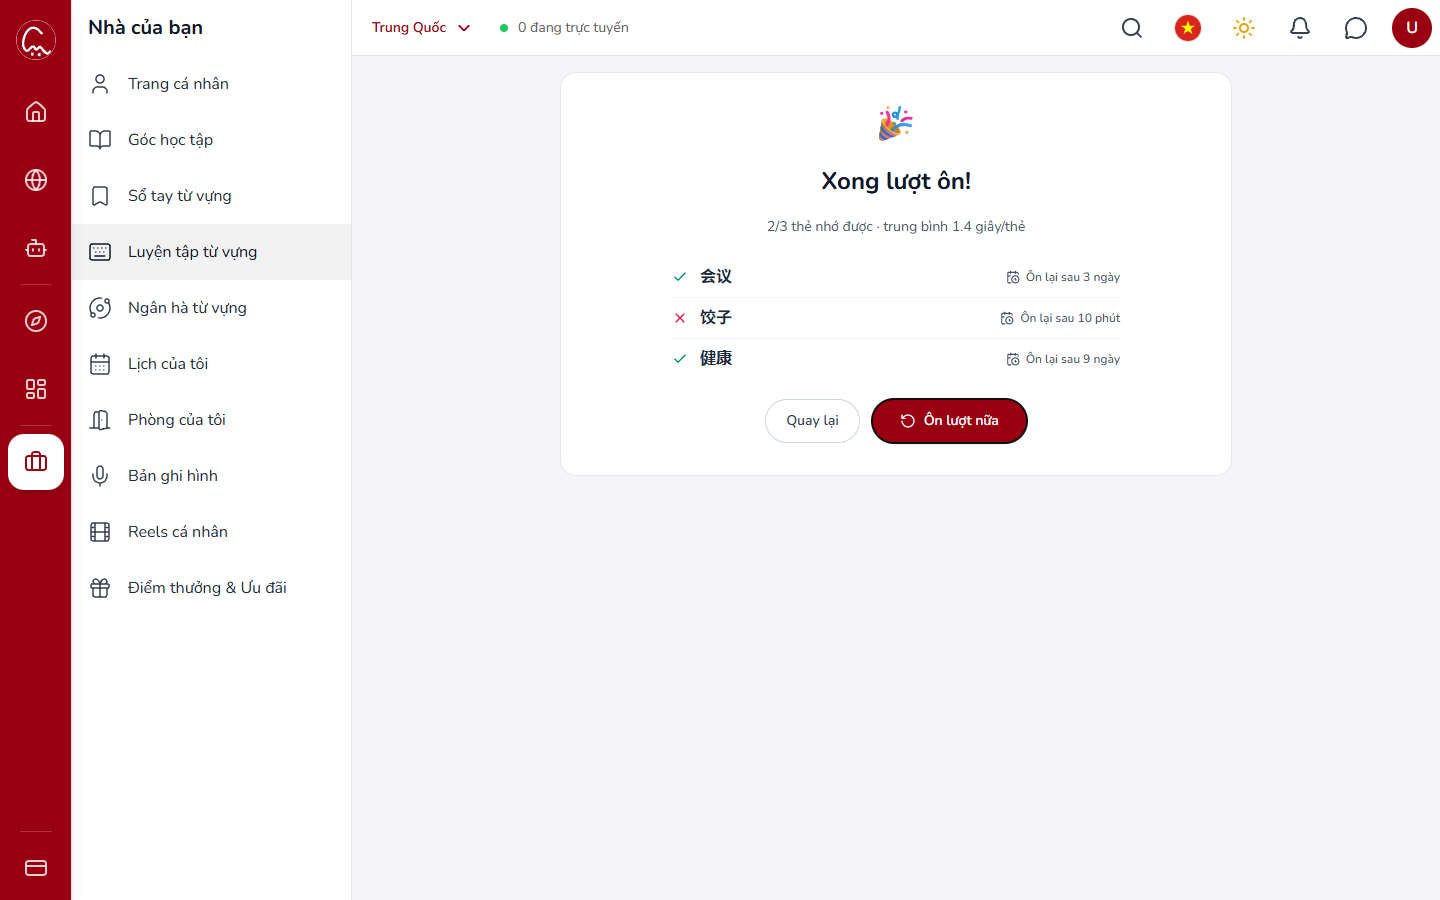 Nhà của bạn
Trang cá nhân
Góc học tập
Sổ tay từ vựng
Luyện tập từ vựng
Ngân hà từ vựng
Lịch của tôi
Phòng của tôi
Bản ghi hình
Reels cá nhân
Điểm thưởng & Ưu đãi
Trung Quốc
0 đang trực tuyến
U
Xong lượt ôn!
2/3 thẻ nhớ được · trung bình 1.4 giây/thẻ
会议 Ôn lại sau 3 ngày
饺子 Ôn lại sau 10 phút
健康 Ôn lại sau 9 ngày
Quay lại
Ôn lượt nữa